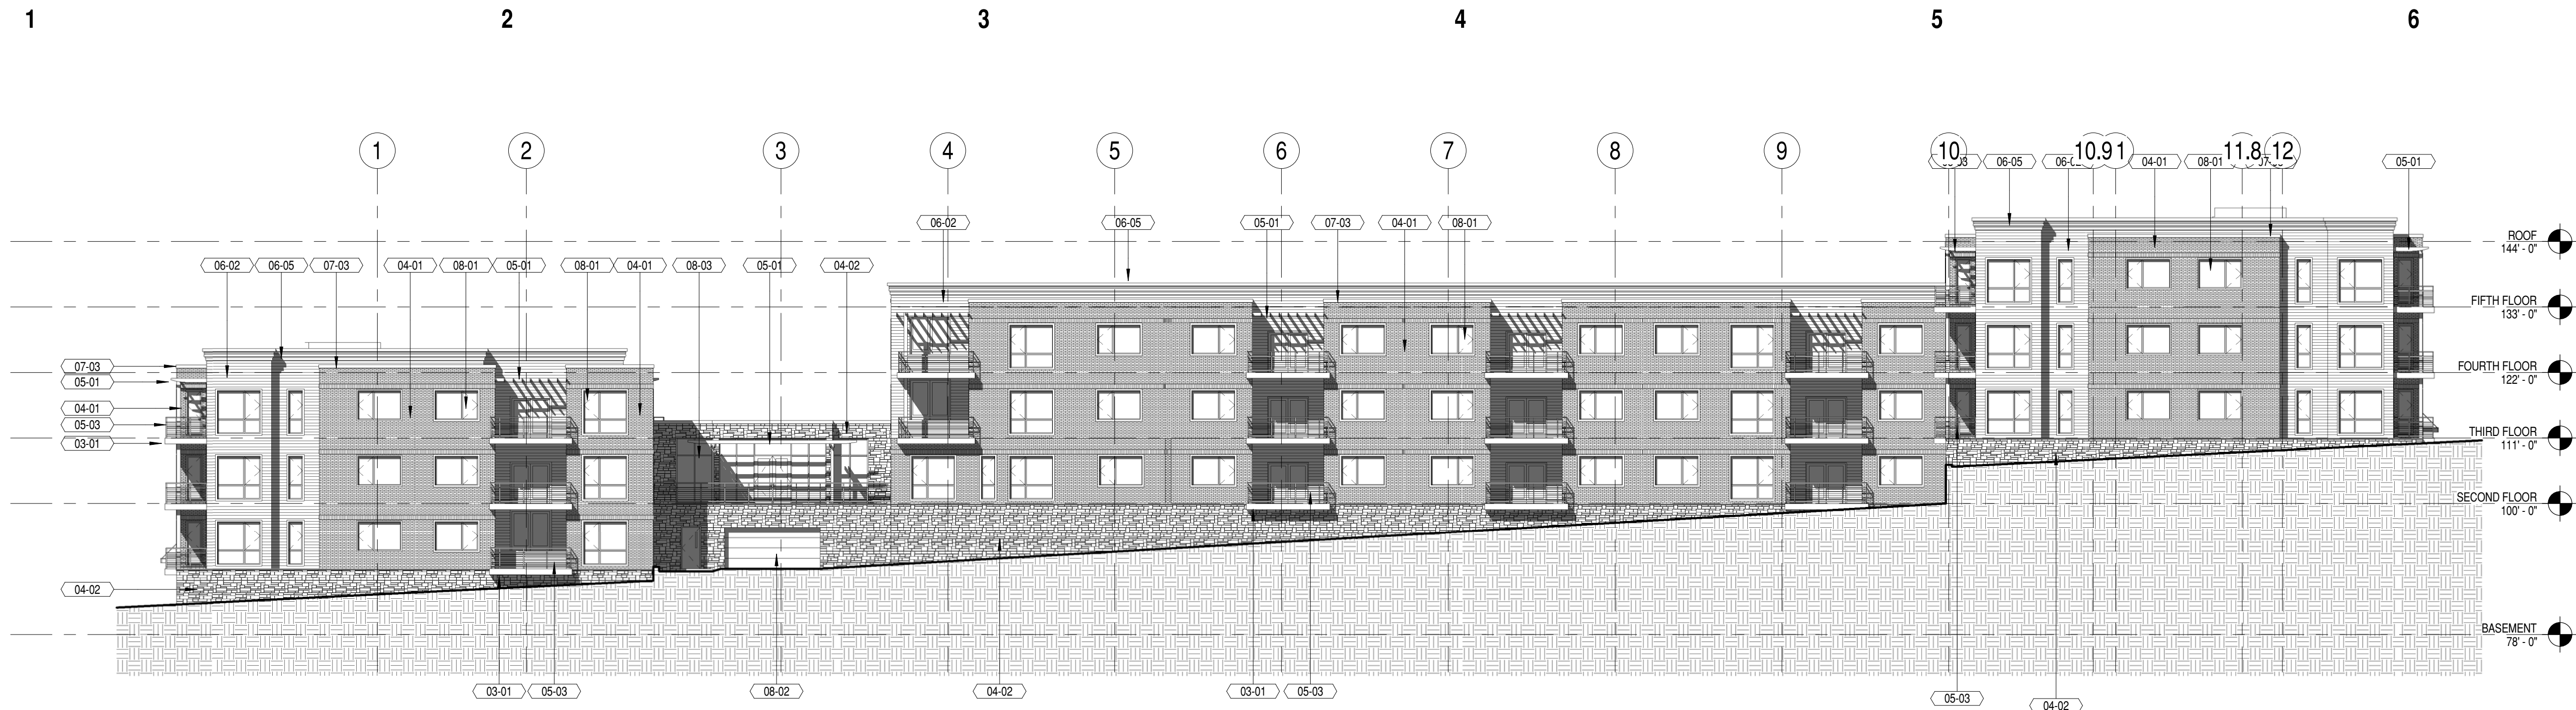 1 2 3 4 5 6
1 2 3 4 5 6 7 8 9 10 10.9 11.8 12
06-05 04-01 08-01 05-01
06-02 06-05 05-01 07-03 04-01 08-01
ROOF
144' - 0"
06-02 06-05 07-03 04-01 08-01 05-01 08-01 04-01 08-03 05-01 04-02
FIFTH FLOOR
133' - 0"
07-03
FOURTH FLOOR
122' - 0"
05-01
04-01
05-03
03-01
THIRD FLOOR
111' - 0"
SECOND FLOOR
100' - 0"
04-02
BASEMENT
78' - 0"
03-01 05-03 08-02 04-02 03-01 05-03 05-03 04-02